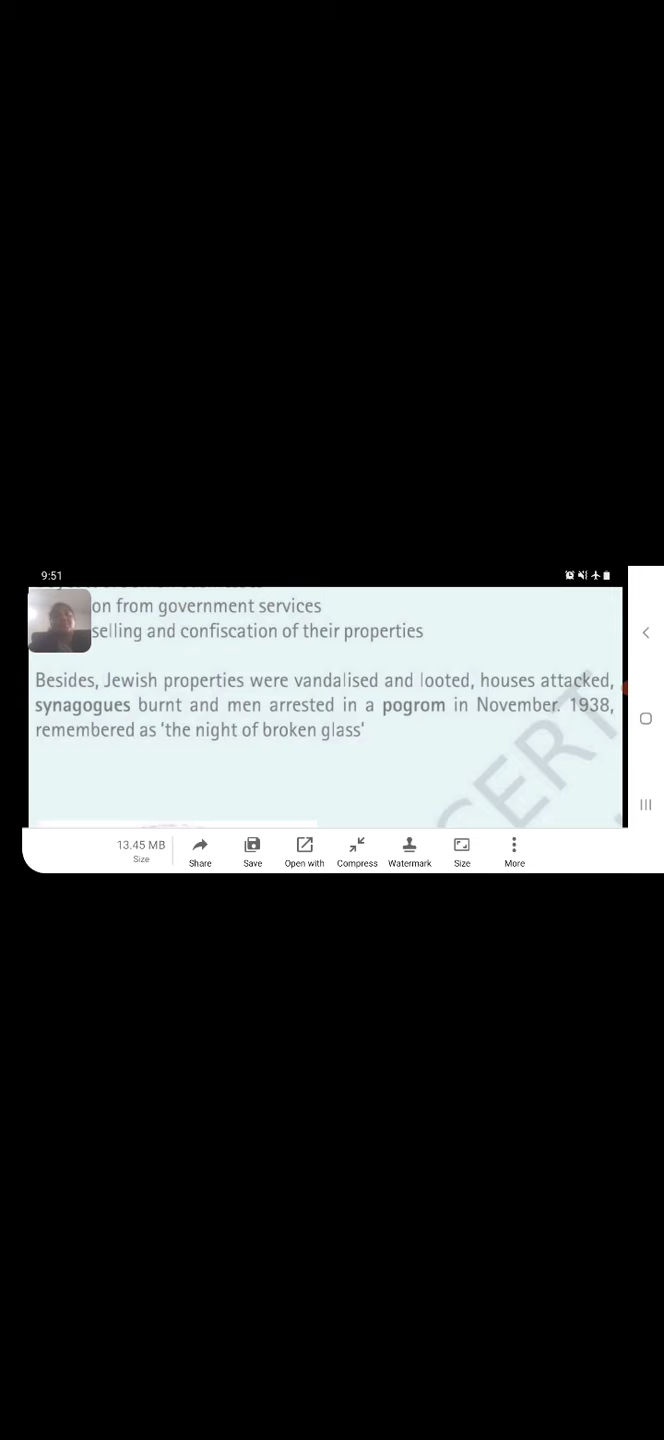 9:51
on from government services
selling and confiscation of their properties
Besides, Jewish properties were vandalised and looted, houses attacked,
synagogues burnt and men arrested in a pogrom in November. 1938,
remembered as 'the night of broken glass'
CERT
13.45 MB
Size
Share
Save
Open with
Compress
Watermark
Size
More